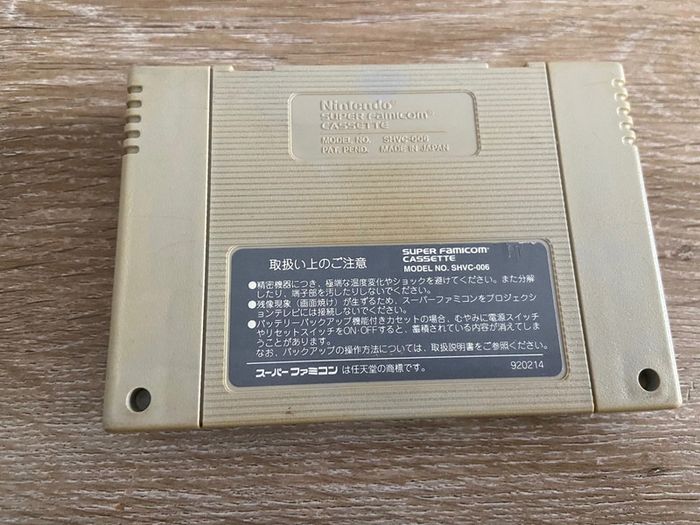 Nintendo®
SUPER Famicom™
CASSETTE
MODEL NO. SHVC-006
PAT. PEND. MADE IN JAPAN
取扱い上のご注意
SUPER FAMICOM™
CASSETTE
MODEL NO. SHVC-006
●精密機器につき、極端な温度変化やショックを避けてください。また分解
したり、端子部を汚したりしないでください。
●残像現象(画面焼け)が生ずるため、スーパーファミコンをプロジェクシ
ョンテレビには接続しないでください。
●バッテリーバックアップ機能付きカセットの場合、むやみに電源スイッチ
やリセットスイッチをON・OFFすると、蓄積されている内容が消えてしま
うことがあります。
なお、バックアップの操作方法については、取扱説明書をご参照ください。
スーパーファミコンは任天堂の商標です。
920214